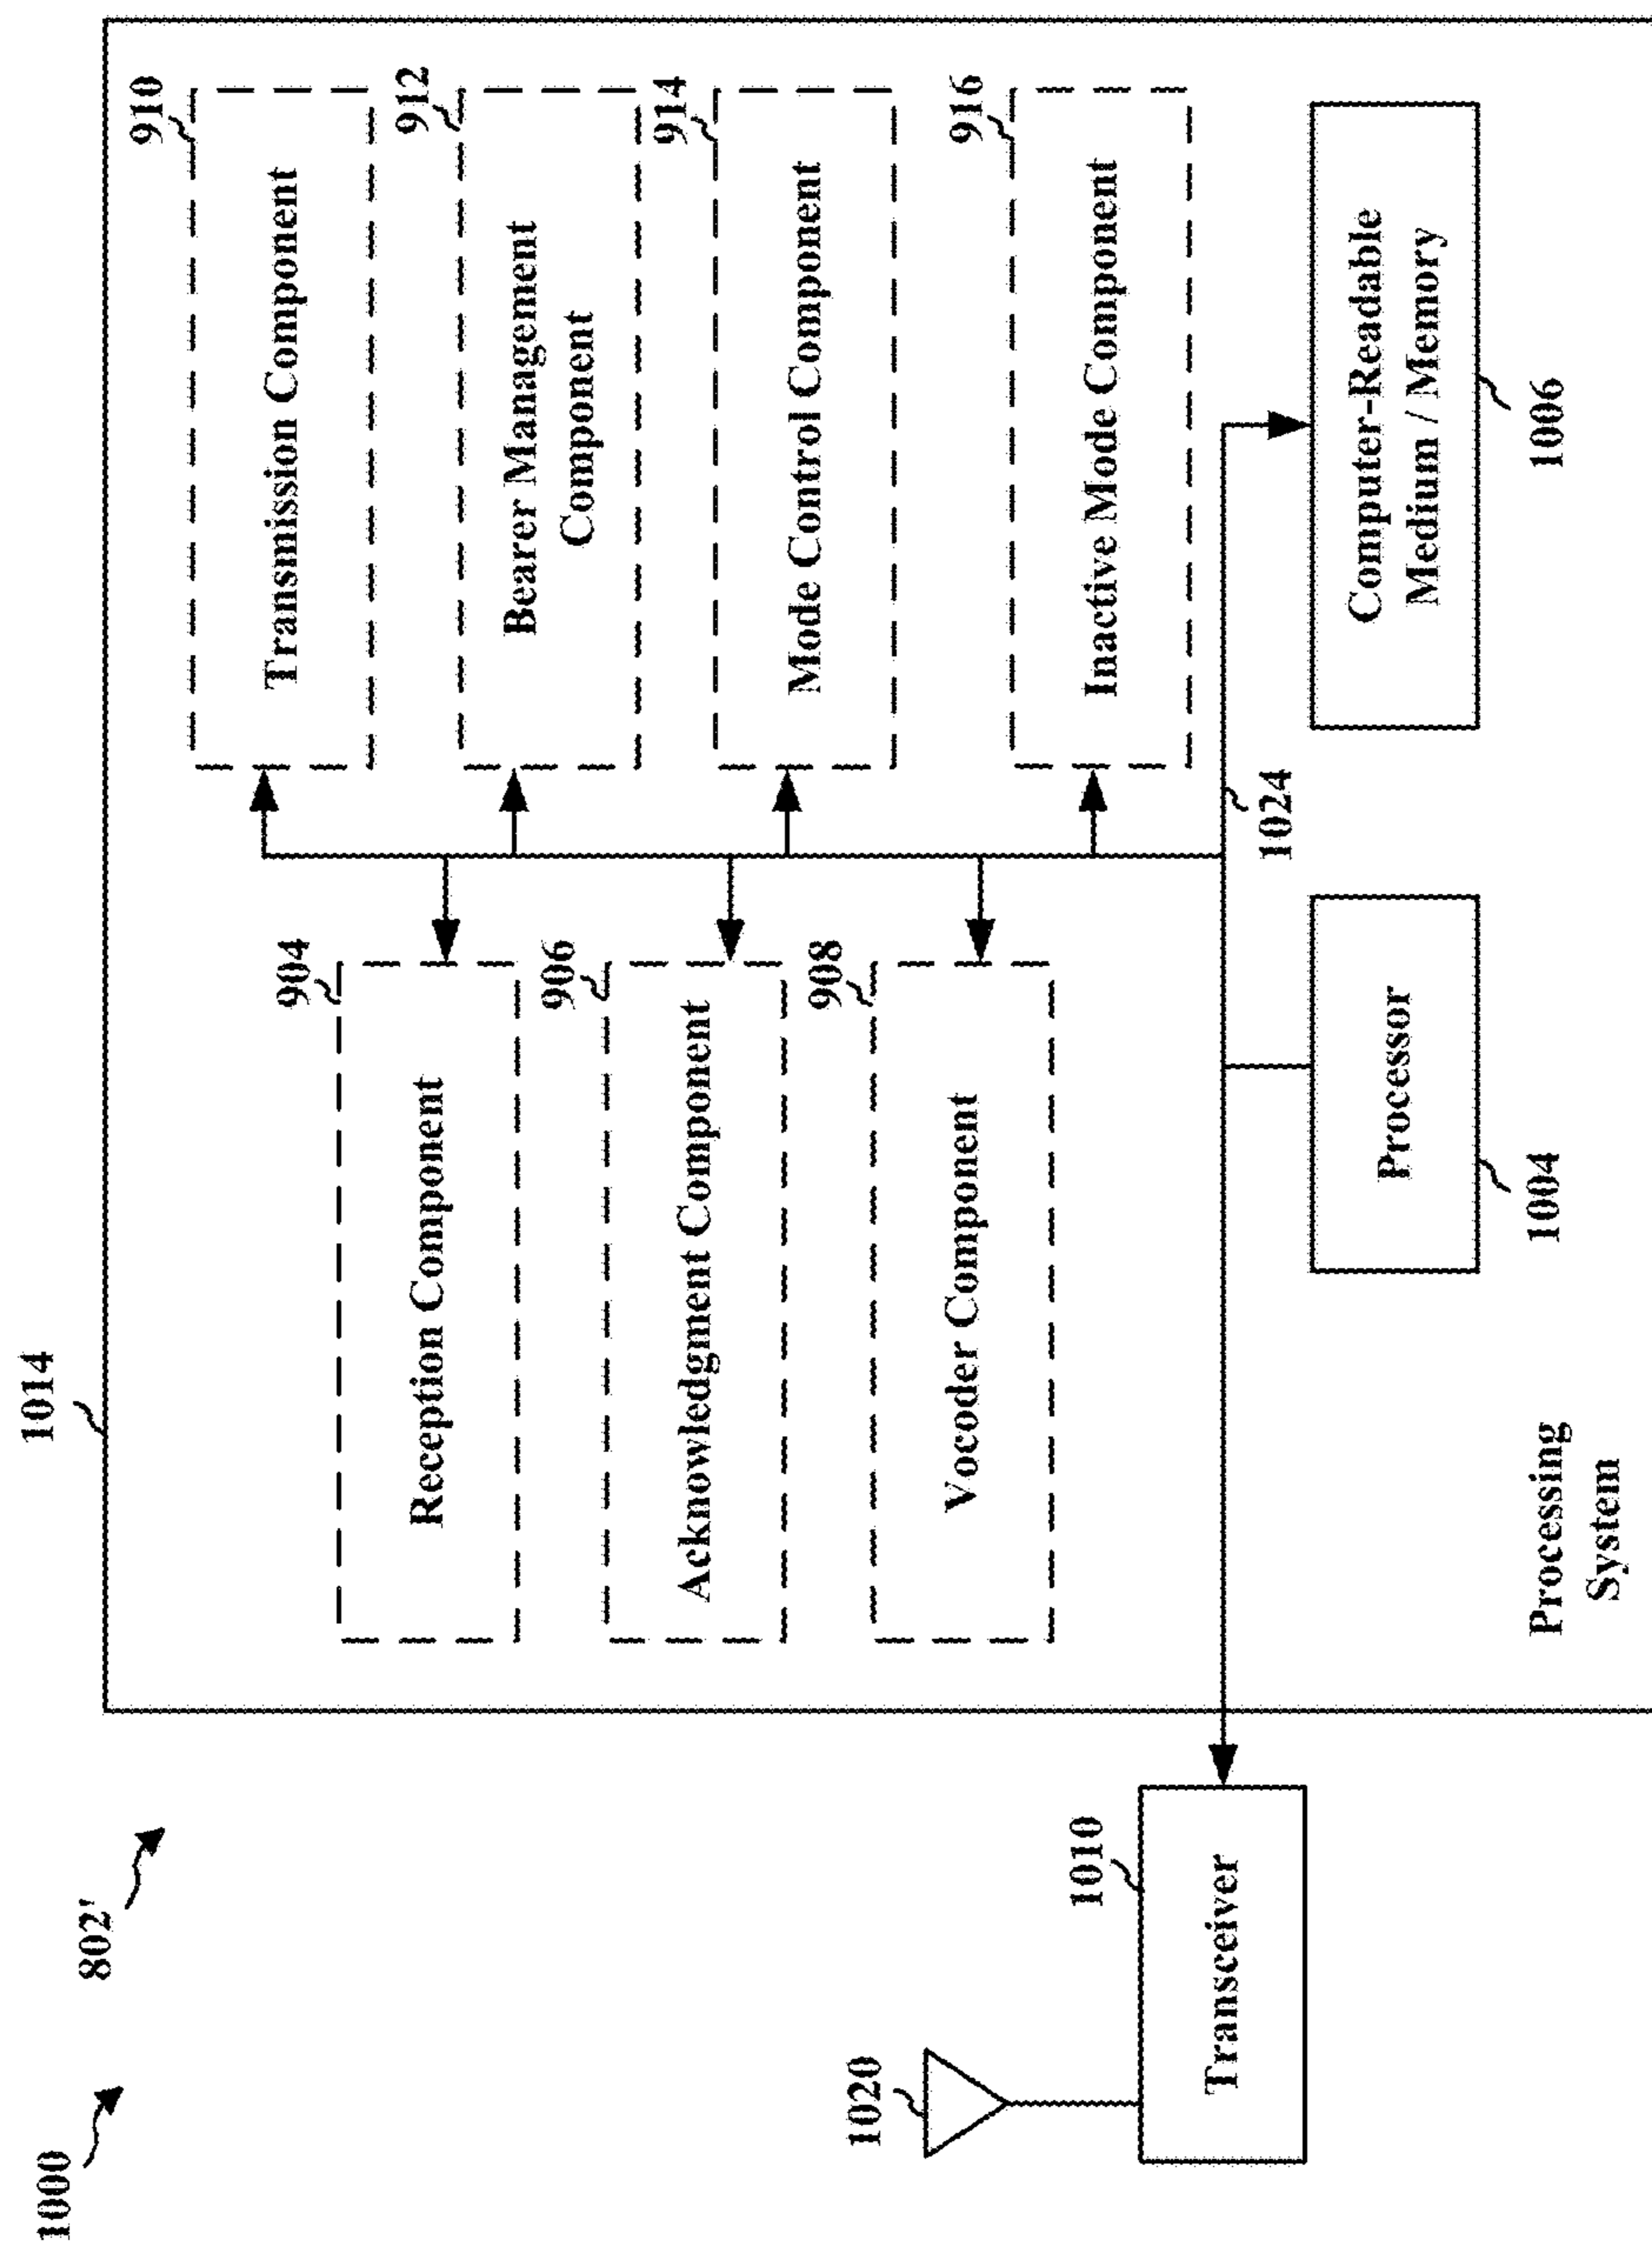 1000
802'
1014
904
Reception Component
910
Transmission Component
906
Acknowledgment Component
912
Bearer Management
Component
908
Vocoder Component
914
Mode Control Component
916
Inactive Mode Component
1020
1010
Transceiver
1024
Processor
1004
Computer-Readable
Medium / Memory
1006
Processing
System